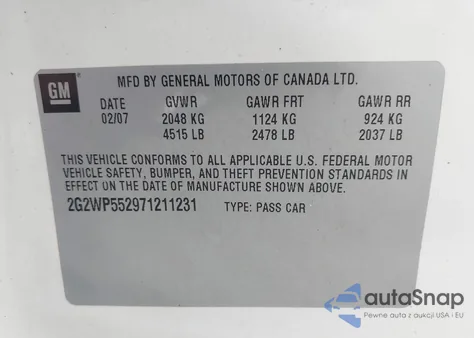 GM
MFD BY GENERAL MOTORS OF CANADA LTD.
DATE GVWR GAWR FRT GAWR RR
02/07 2048 KG 1124 KG 924 KG
4515 LB 2478 LB 2037 LB
THIS VEHICLE CONFORMS TO ALL APPLICABLE U.S. FEDERAL MOTOR
VEHICLE SAFETY, BUMPER, AND THEFT PREVENTION STANDARDS IN
EFFECT ON THE DATE OF MANUFACTURE SHOWN ABOVE.
2G2WP552971211231 TYPE: PASS CAR
autoSnap
Pewne auta z aukcji USA i EU